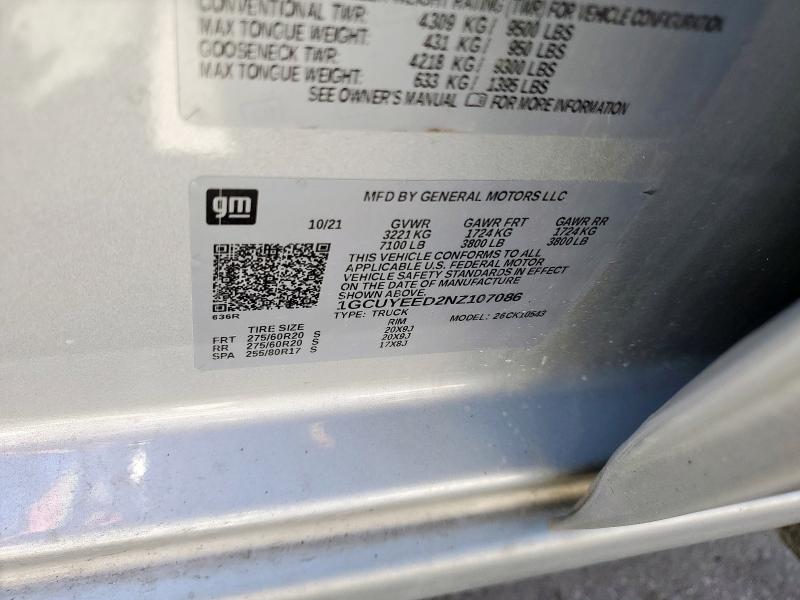 WEIGHT RATING (TWR) FOR VEHICLE CONFIGURATION
CONVENTIONAL TWR: 4309 KG/ 9500 LBS
MAX TONGUE WEIGHT: 431 KG/ 950 LBS
GOOSENECK TWR: 4218 KG/ 9300 LBS
MAX TONGUE WEIGHT: 633 KG/ 1395 LBS
SEE OWNER'S MANUAL FOR MORE INFORMATION
gm
MFD BY GENERAL MOTORS LLC
10/21 GVWR GAWR FRT GAWR RR
3221 KG 1724 KG 1724 KG
7100 LB 3800 LB 3800 LB
THIS VEHICLE CONFORMS TO ALL
APPLICABLE U.S. FEDERAL MOTOR
VEHICLE SAFETY STANDARDS IN EFFECT
ON THE DATE OF MANUFACTURE
SHOWN ABOVE.
1GCUYEED2NZ107086
636R
TYPE: TRUCK MODEL: 26CK10543
TIRE SIZE RIM
FRT 275/60R20 S 20X9J
RR 275/60R20 S 20X9J
SPA 255/80R17 S 17X8J